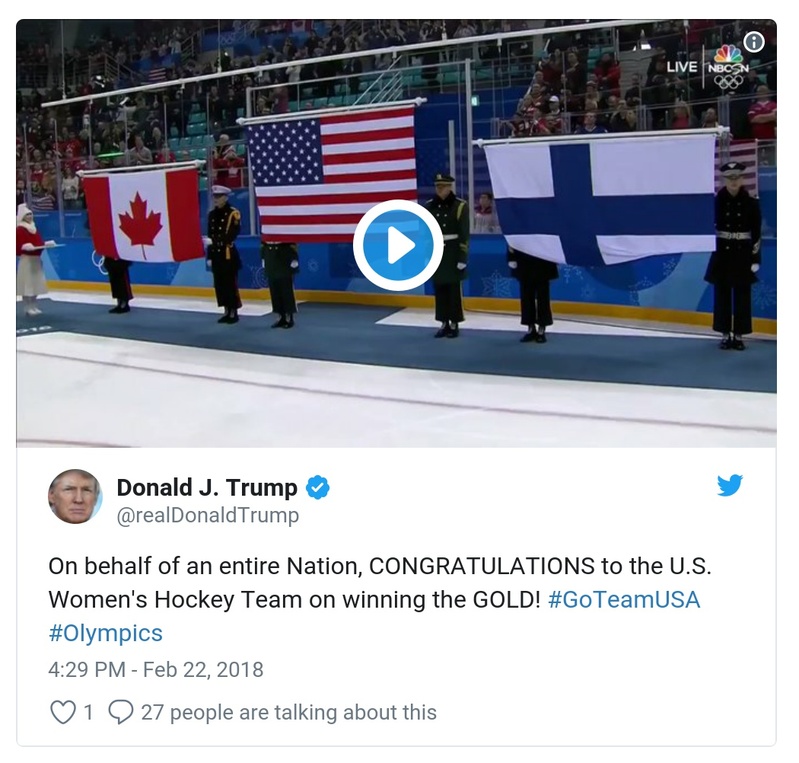 LIVE
NBCSN
Donald J. Trump
@realDonaldTrump
On behalf of an entire Nation, CONGRATULATIONS to the U.S.
Women's Hockey Team on winning the GOLD! #GoTeamUSA
#Olympics
4:29 PM - Feb 22, 2018
1 27 people are talking about this